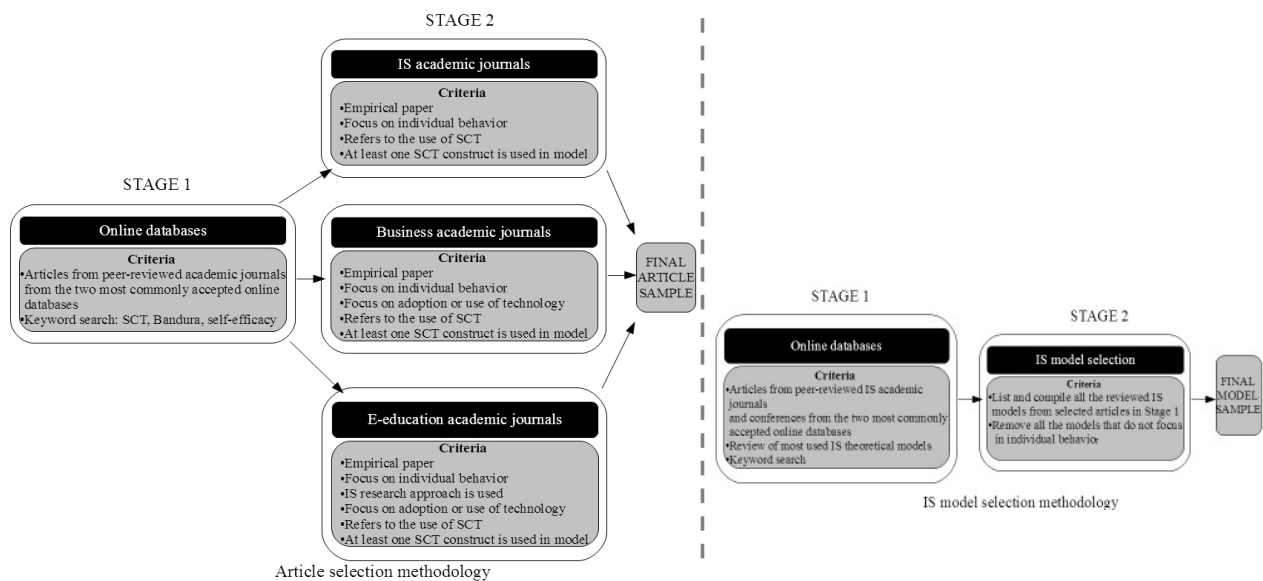 STAGE 2
IS academic journals
Criteria
•Empirical paper
•Focus on individual behavior
•Refers to the use of SCT
•At least one SCT construct is used in model
STAGE 1
Online databases
Criteria
•Articles from peer-reviewed academic journals
from the two most commonly accepted online
databases
•Keyword search: SCT, Bandura, self-efficacy
Business academic journals
Criteria
•Empirical paper
•Focus on individual behavior
•Focus on adoption or use of technology
•Refers to the use of SCT
•At least one SCT construct is used in model
E-education academic journals
Criteria
•Empirical paper
•Focus on individual behavior
•IS research approach is used
•Focus on adoption or use of technology
•Refers to the use of SCT
•At least one SCT construct is used in model
FINAL
ARTICLE
SAMPLE
Article selection methodology
STAGE 1
Online databases
Criteria
•Articles from peer-reviewed IS academic
journals
and conferences from the two most commonly
accepted online databases
•Review of most used IS theoretical models
•Keyword search
STAGE 2
IS model selection
Criteria
•List and compile all the reviewed IS
models from selected articles in Stage 1
•Remove all the models that do not focus
in individual behavior
FINAL
MODEL
SAMPLE
IS model selection methodology